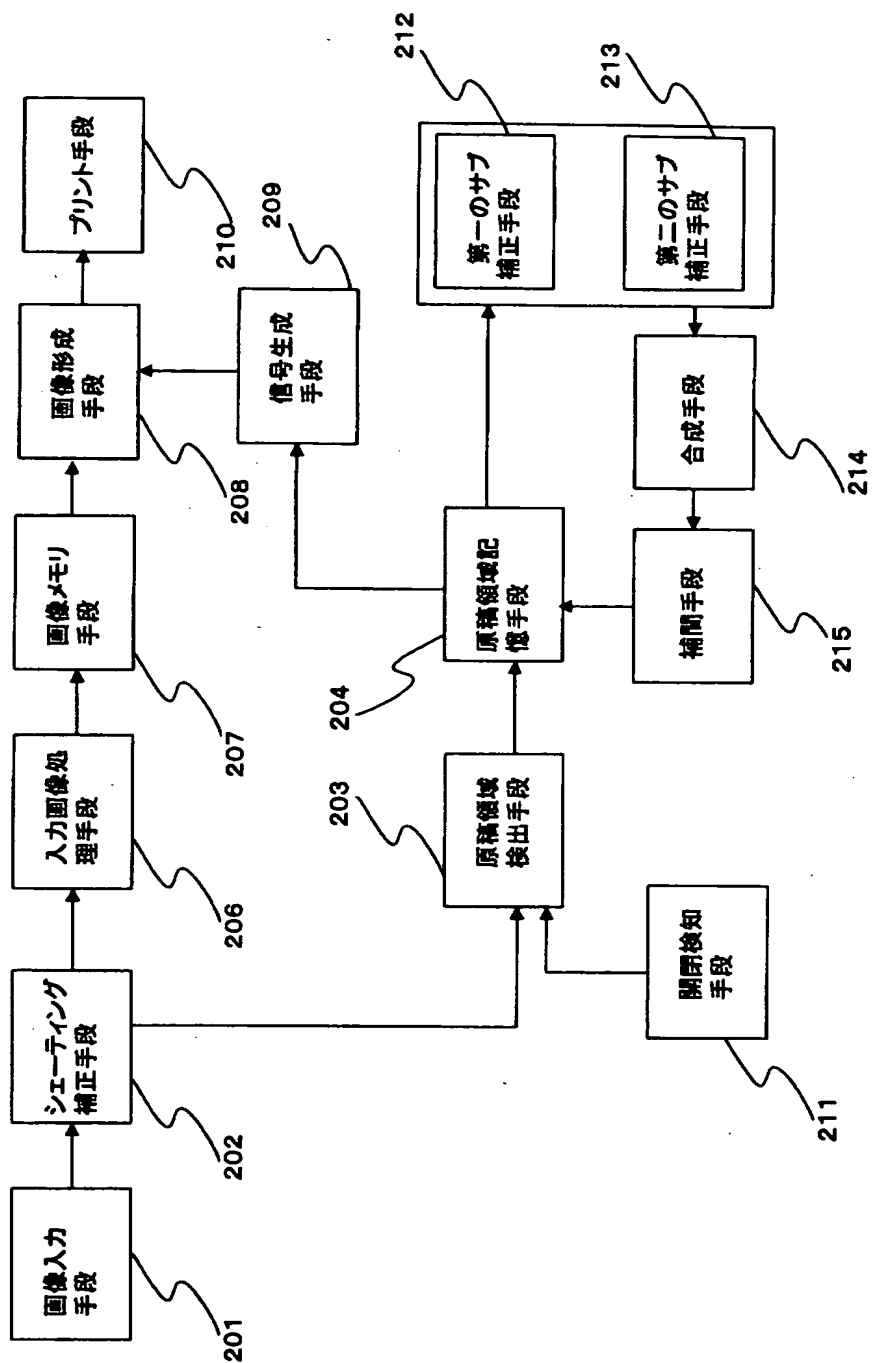 画像入力
手段
201
シェーティング
補正手段
202
入力画像処
理手段
206
画像メモリ
手段
207
画像形成
手段
208
プリント手段
210
信号生成
手段
209
原稿領域
検出手段
203
原稿領域記
憶手段
204
開閉検知
手段
211
第一のサブ
補正手段
212
第二のサブ
補正手段
213
合成手段
214
補間手段
215